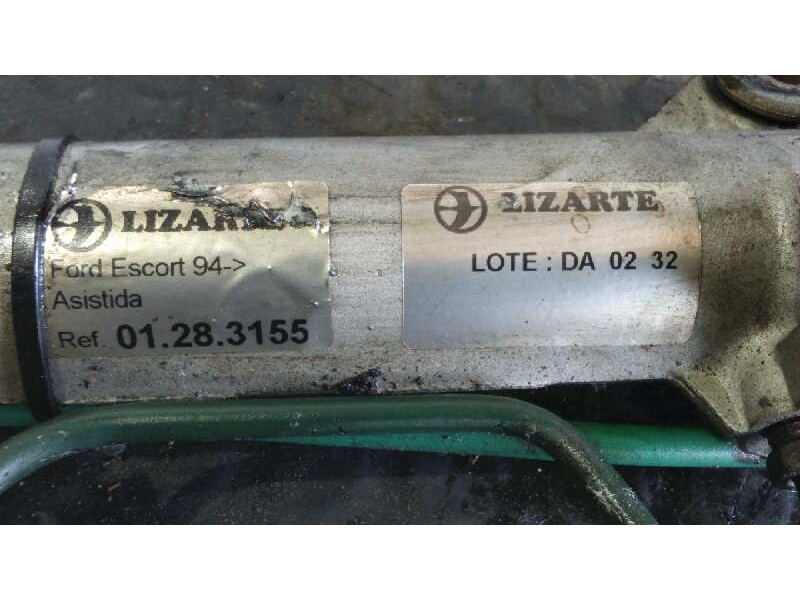 LIZARTE
Ford Escort 94->
Asistida
Ref. 01.28.3155
LIZARTE
LOTE : DA 02 32